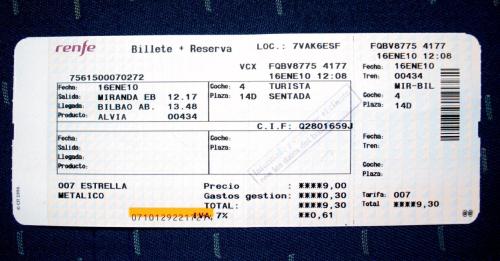 renfe Billete + Reserva LOC.: 7VAK6ESF FQBV8775 4177
VCX FQBV8775 4177 16ENE10 12:08
7561500070272 16ENE10 12:08 Fecha: 16ENE10
Fecha: 16ENE10 Coche: 4 TURISTA Tren: 00434
Salida: MIRANDA EB 12.17 Plaza: 14D SENTADA MIR-BIL
Llegada: BILBAO AB. 13.48 Coche: 4
Producto: ALVIA 00434 Plaza: 14D
C.I.F: Q2801659J
Fecha: Coche:
Salida: Plaza:
Llegada:
Producto:
Fecha:
Coche:
Plaza:
007 ESTRELLA Precio : ****9,00
METALICO Gastos gestion: ****0,30 Tarifa: 007
TOTAL: ****9,30 Total ****9,30
IVA 7% **0,61